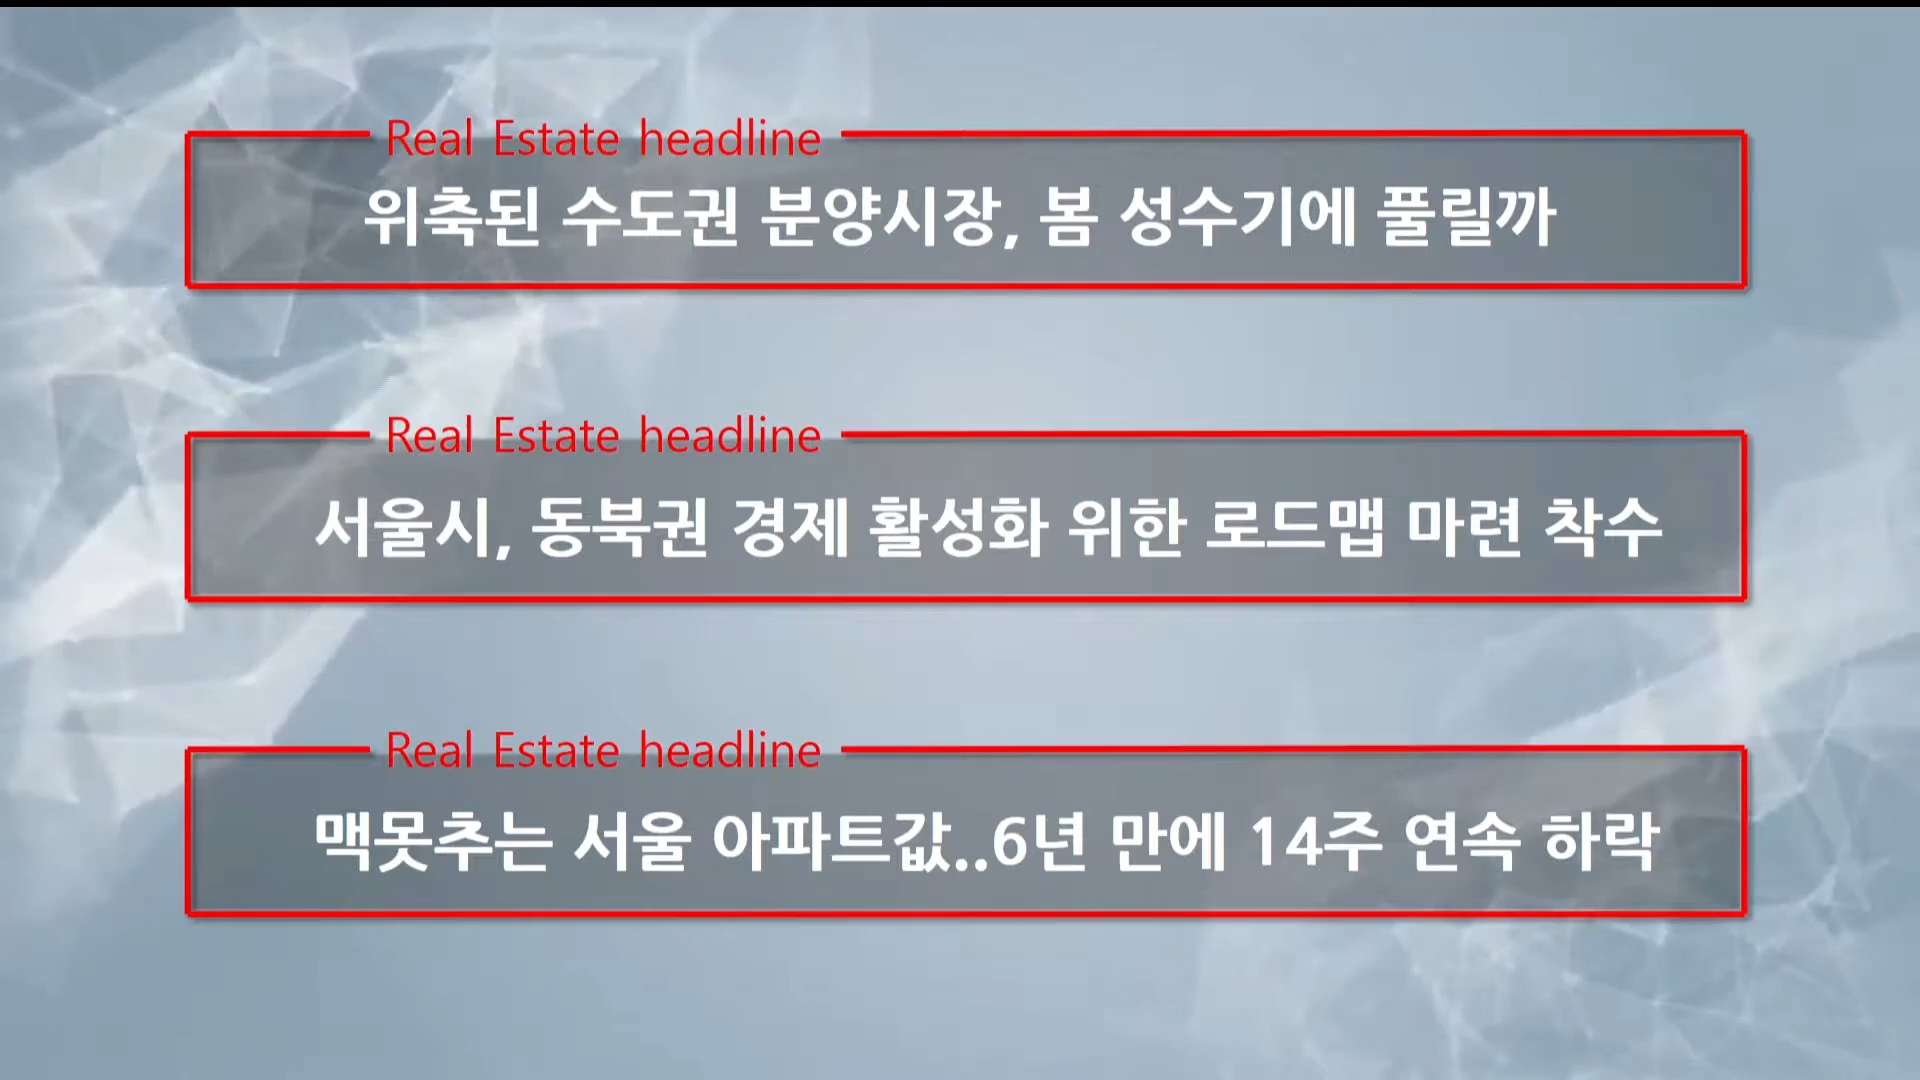 Real Estate headline
위축된 수도권 분양시장, 봄 성수기에 풀릴까
Real Estate headline
서울시, 동북권 경제 활성화 위한 로드맵 마련 착수
Real Estate headline
맥못추는 서울 아파트값..6년 만에 14주 연속 하락